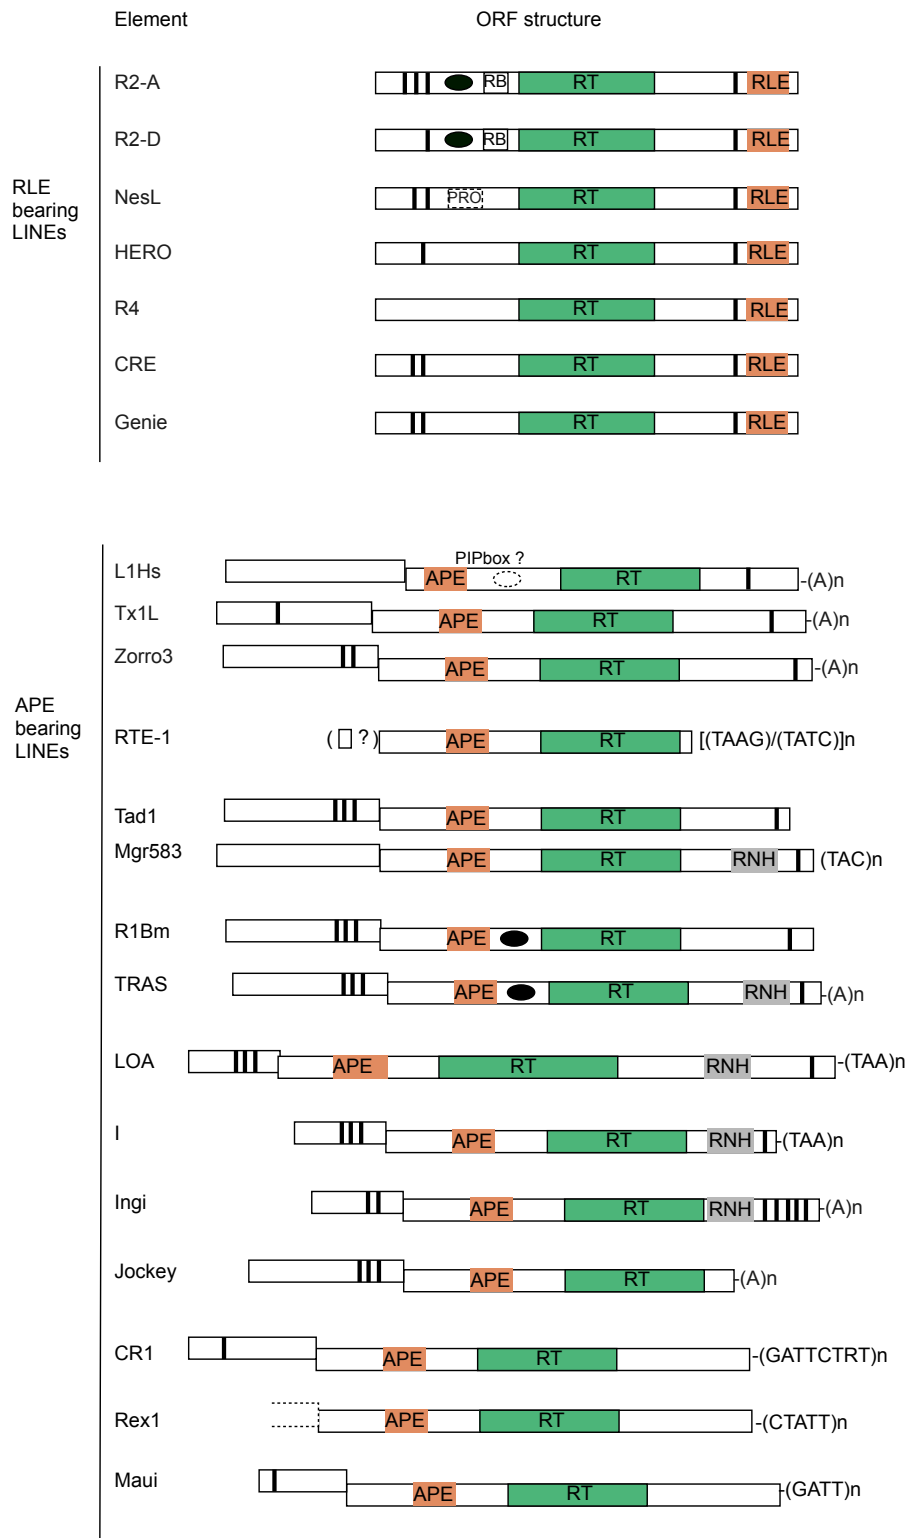 Element ORF structure
RLE
bearing
LINEs
R2-A RB RT RLE
R2-D RB RT RLE
NesL PRO RT RLE
HERO RT RLE
R4 RT RLE
CRE RT RLE
Genie RT RLE
APE
bearing
LINEs
PIPbox ?
L1Hs APE RT -(A)n
Tx1L APE RT -(A)n
Zorro3 APE RT -(A)n
RTE-1 ( ? ) APE RT [(TAAG)/(TATC)]n
Tad1 APE RT
Mgr583 APE RT RNH (TAC)n
R1Bm APE RT
TRAS APE RT RNH -(A)n
LOA APE RT RNH -(TAA)n
I APE RT RNH -(TAA)n
Ingi APE RT RNH -(A)n
Jockey APE RT -(A)n
CR1 APE RT -(GATTCTRT)n
Rex1 APE RT -(CTATT)n
Maui APE RT -(GATT)n